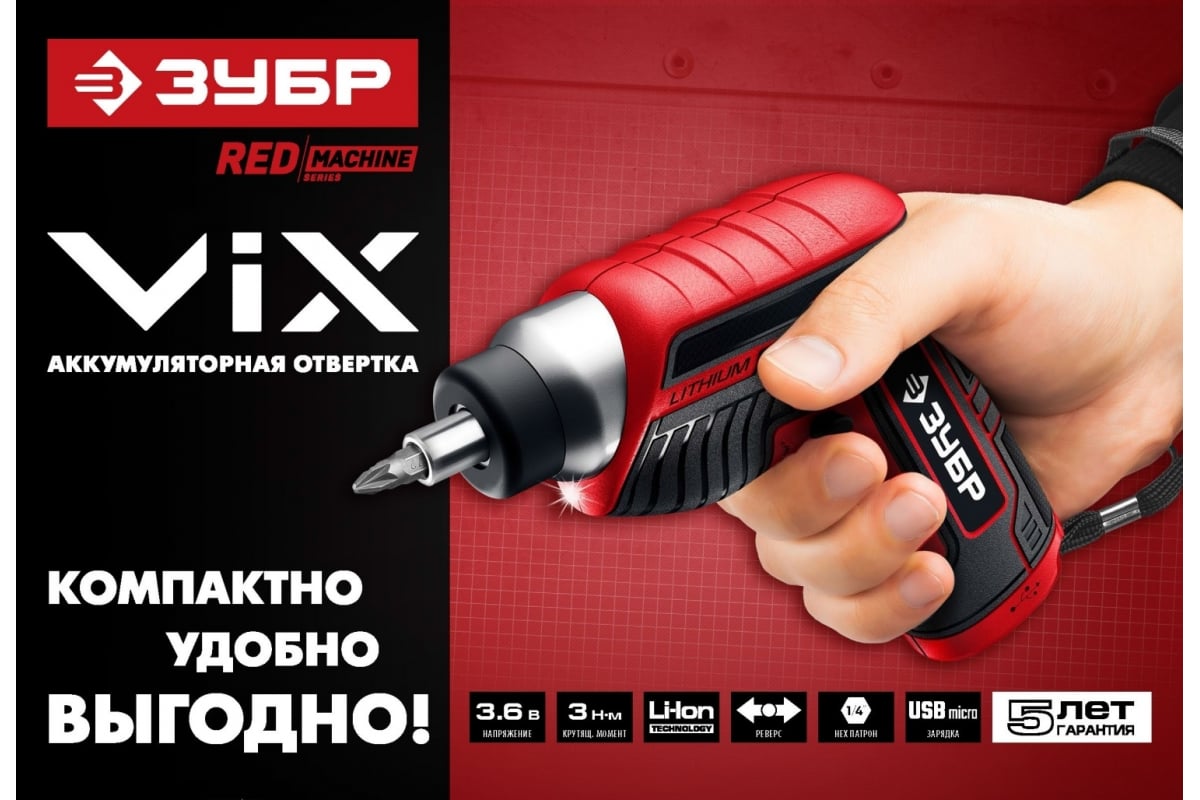 ЗУБР
RED MACHINE
SERIES
ViX
АККУМУЛЯТОРНАЯ ОТВЕРТКА
LITHIUM
ЗУБР
КОМПАКТНО
УДОБНО
ВЫГОДНО!
3.6 В
НАПРЯЖЕНИЕ
3 Н·м
КРУТЯЩ. МОМЕНТ
Li-Ion
TECHNOLOGY
РЕВЕРС
1/4"
HEX ПАТРОН
USB micro
ЗАРЯДКА
5 ЛЕТ
ГАРАНТИЯ